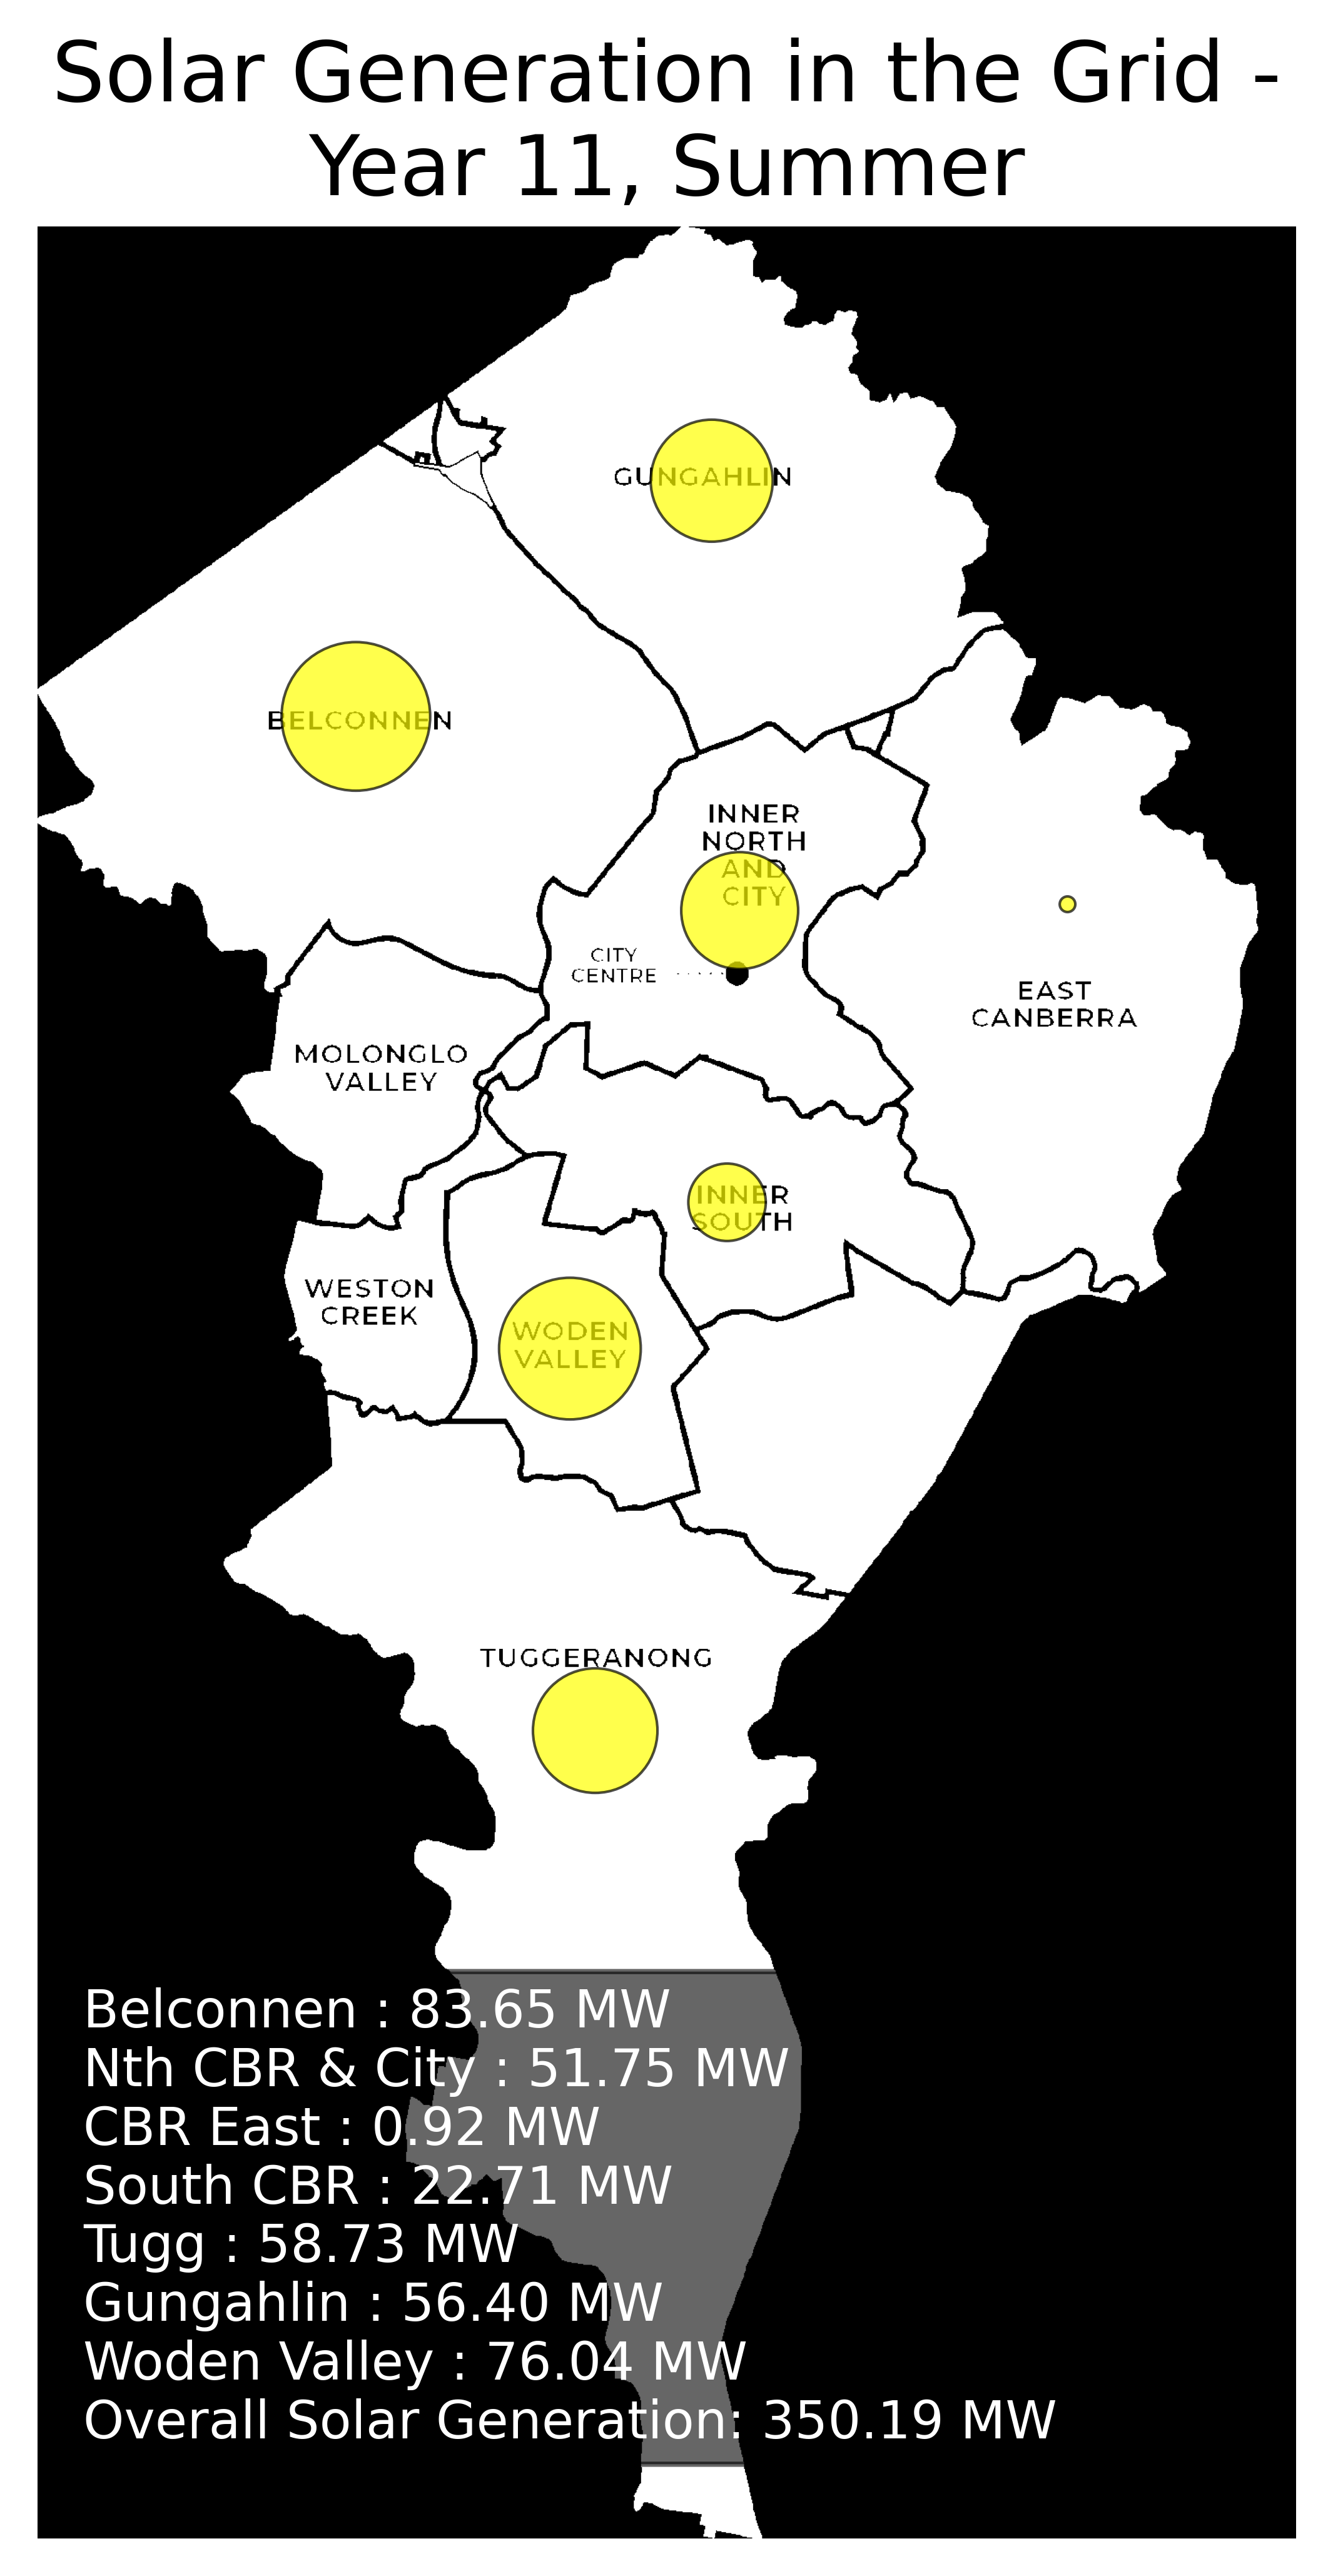 Solar Generation in the Grid -
Year 11, Summer
GUNGAHLIN
BELCONNEN
INNER
NORTH
AND
CITY
CITY
CENTRE
EAST
CANBERRA
MOLONGLO
VALLEY
INNER
SOUTH
WESTON
CREEK
WODEN
VALLEY
TUGGERANONG
Belconnen : 83.65 MW
Nth CBR & City : 51.75 MW
CBR East : 0.92 MW
South CBR : 22.71 MW
Tugg : 58.73 MW
Gungahlin : 56.40 MW
Woden Valley : 76.04 MW
Overall Solar Generation: 350.19 MW